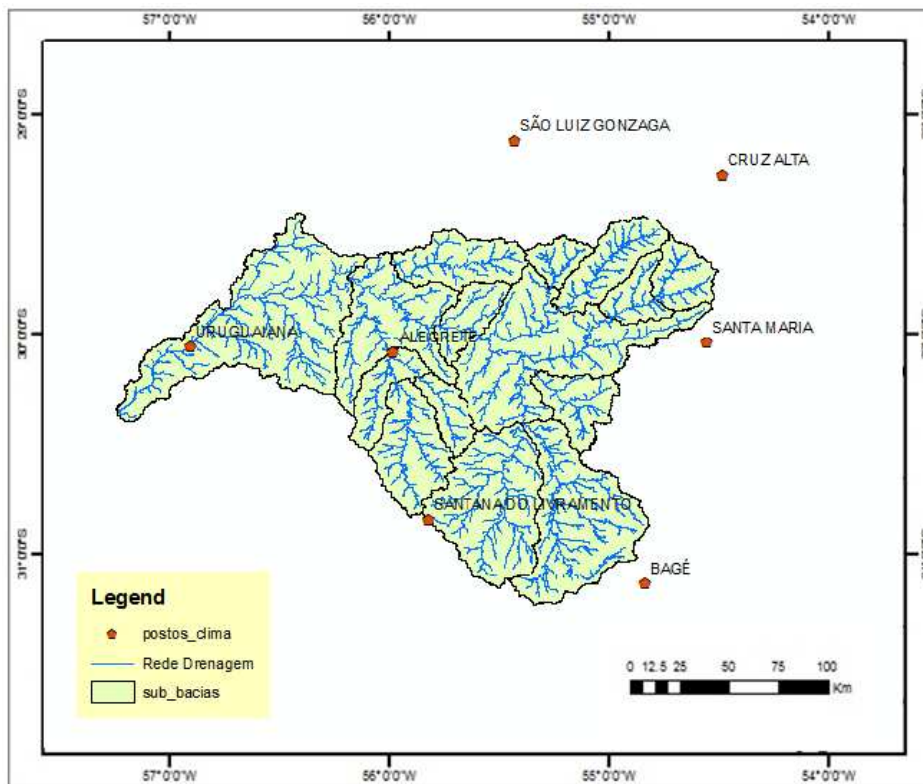 57°0'0"W 56°0'0"W 55°0'0"W 54°0'0"W
SÃO LUIZ GONZAGA
CRUZ ALTA
URUGUAIANA
ALEGRETE
SANTA MARIA
SANTANA DO LIVRAMENTO
BAGÉ
Legend
postos_clima
Rede Drenagem
sub_bacias
0 12.5 25 50 75 100
Km
57°0'0"W 56°0'0"W 55°0'0"W 54°0'0"W